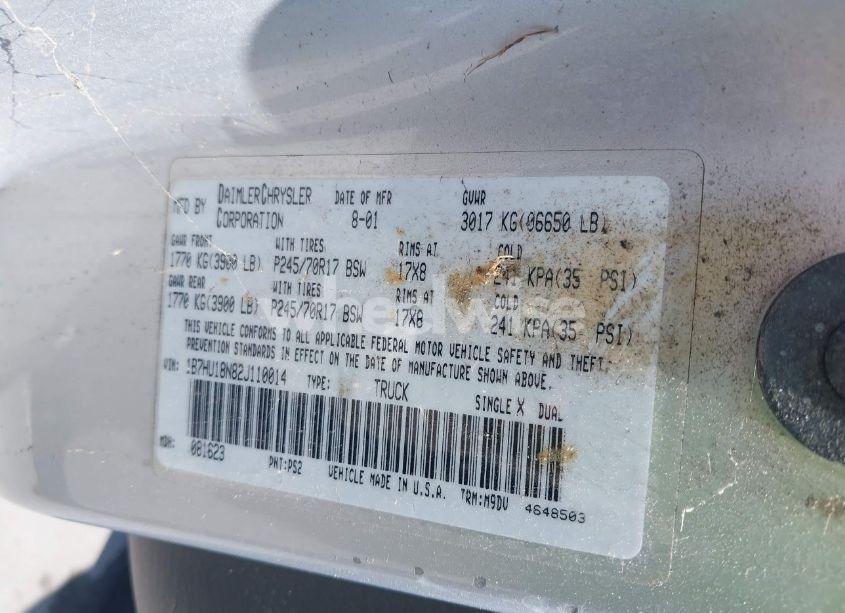 MFD BY DAIMLERCHRYSLER CORPORATION DATE OF MFR 8-01 GVWR 3017 KG(06650 LB)
GAWR FRONT WITH TIRES RIMS AT COLD
1770 KG(3900 LB) P245/70R17 BSW 17X8 241 KPA(35 PSI)
GAWR REAR WITH TIRES RIMS AT COLD
1770 KG(3900 LB) P245/70R17 BSW 17X8 241 KPA(35 PSI)
THIS VEHICLE CONFORMS TO ALL APPLICABLE FEDERAL MOTOR VEHICLE SAFETY AND THEFT
PREVENTION STANDARDS IN EFFECT ON THE DATE OF MANUFACTURE SHOWN ABOVE.
VIN: 1B7HU18N82J110014 TYPE: TRUCK SINGLE X DUAL
MDH: 081623 PNT:PS2 VEHICLE MADE IN U.S.A. TRM:M9DV 4648503
wheelwise